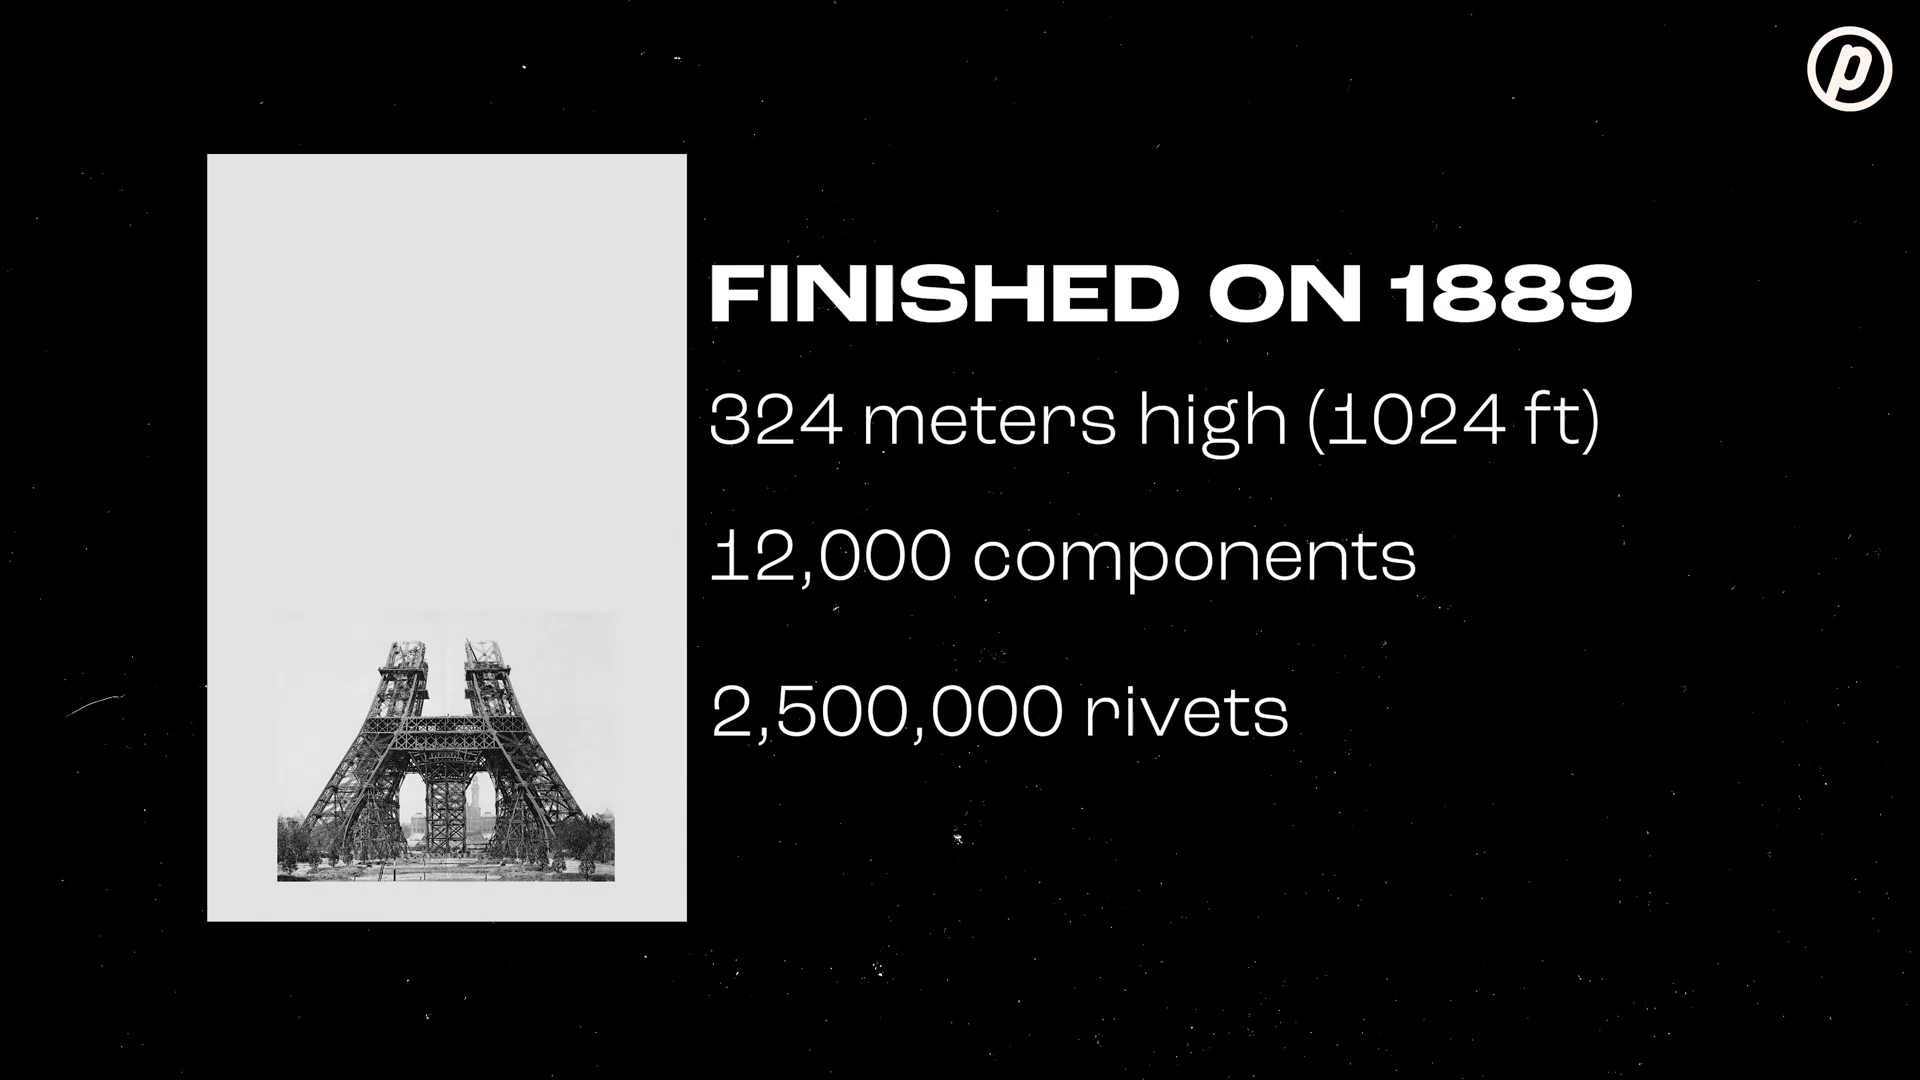 p
FINISHED ON 1889
324 meters high (1024 ft)
12,000 components
2,500,000 rivets